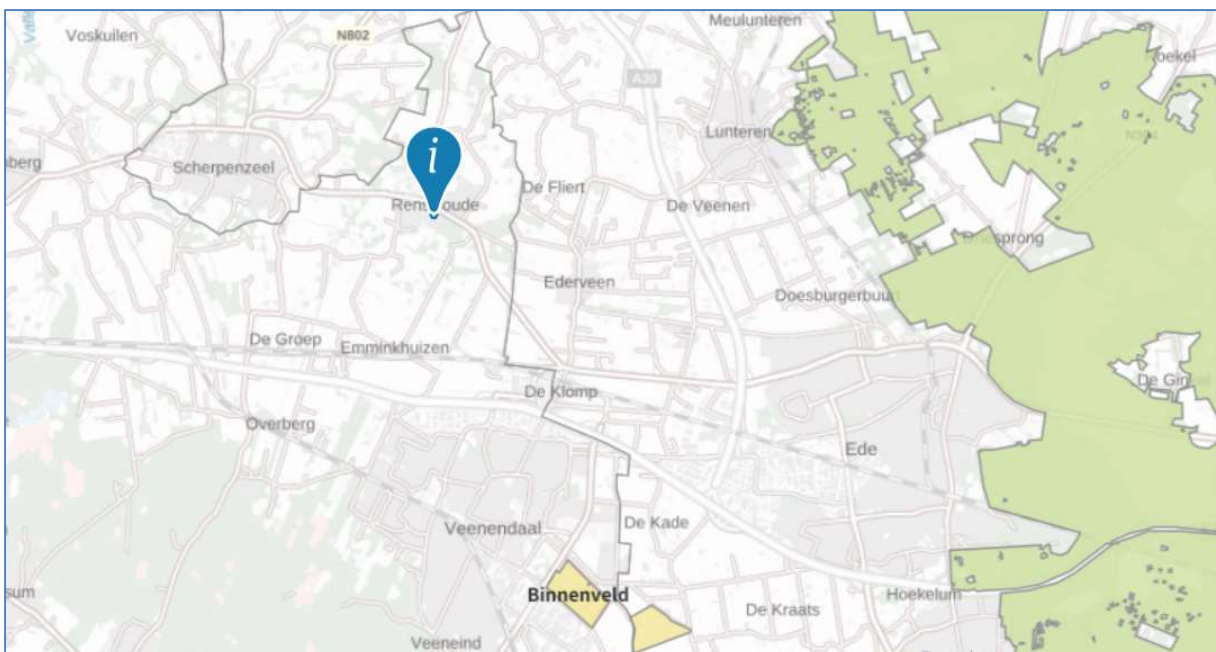 Voskuilen
N802
Meulunteren
A30
Lunteren
N304
Scherpenzeel
De Fliert
De Veenen
Ederveen
Doesburgerbuurt
De Groep
Emminkhuizen
De Klomp
Overberg
Ede
Veenendaal
De Kade
Binnenveld
Hoekelum
De Kraats
Veeneind